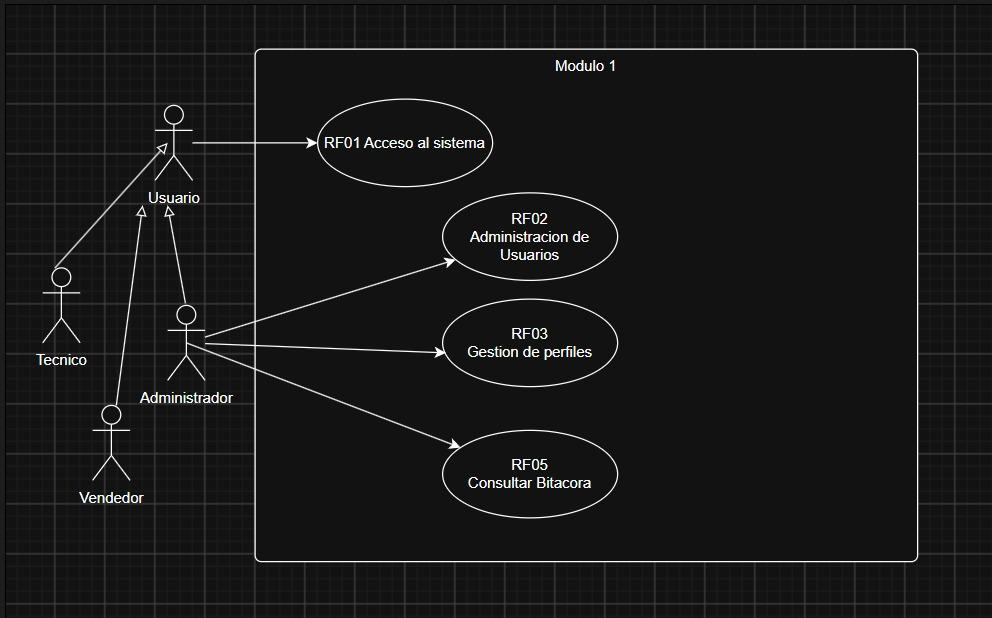 Modulo 1
RF01 Acceso al sistema
Usuario
RF02
Administracion de
Usuarios
Tecnico
RF03
Gestion de perfiles
Administrador
RF05
Consultar Bitacora
Vendedor